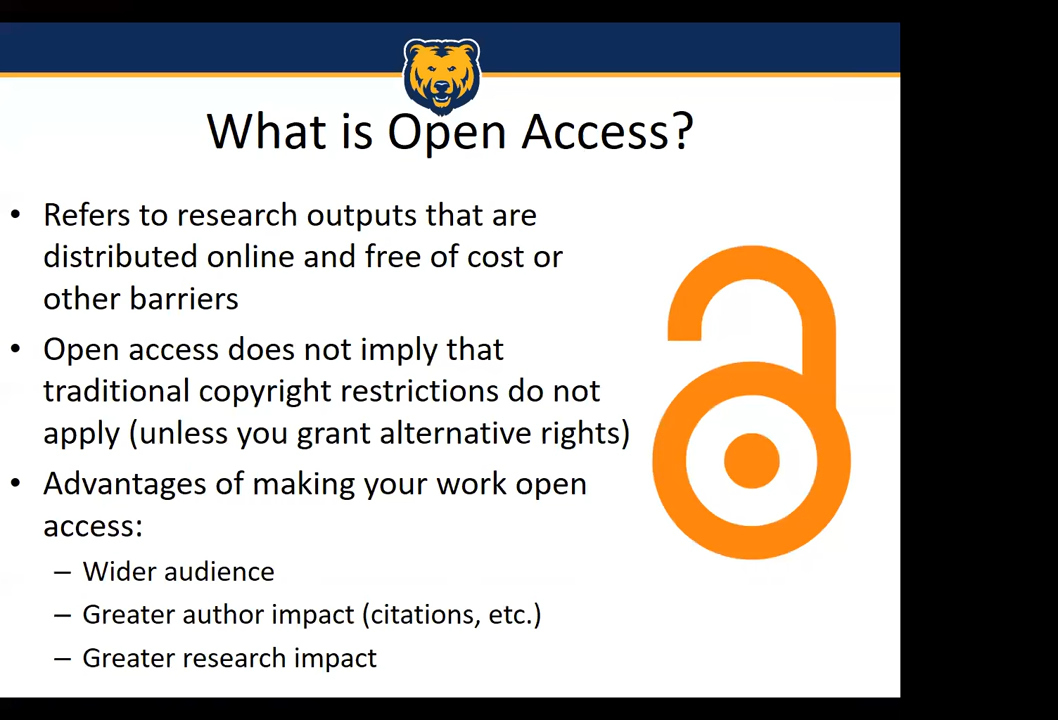 What is Open Access?
• Refers to research outputs that are
distributed online and free of cost or
other barriers
• Open access does not imply that
traditional copyright restrictions do not
apply (unless you grant alternative rights)
• Advantages of making your work open
access:
– Wider audience
– Greater author impact (citations, etc.)
– Greater research impact